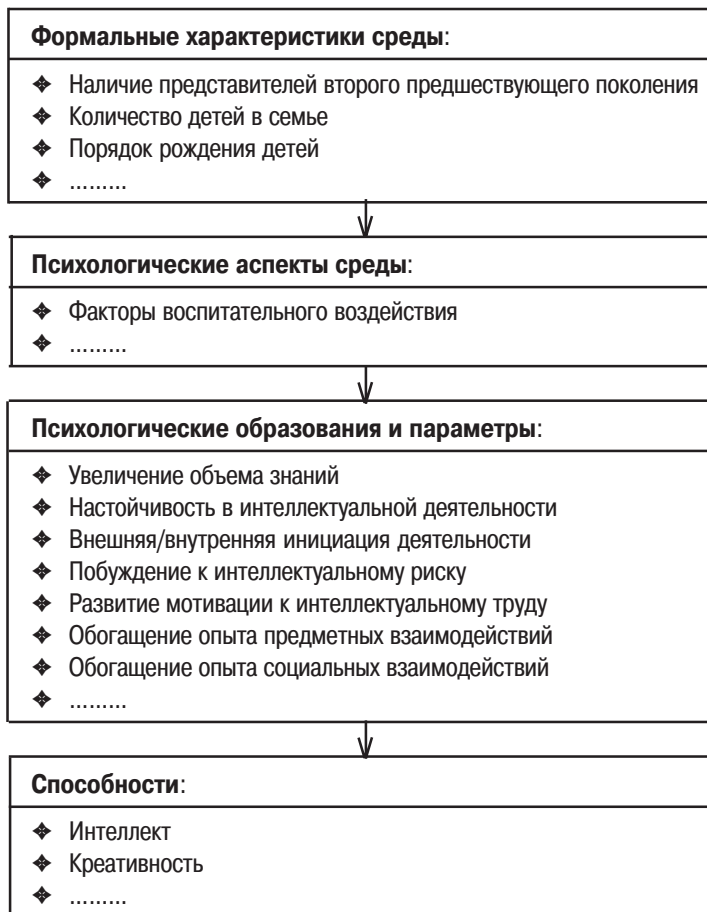 Формальные характеристики среды:
❖ Наличие представителей второго предшествующего поколения
❖ Количество детей в семье
❖ Порядок рождения детей
❖ .........
Психологические аспекты среды:
❖ Факторы воспитательного воздействия
❖ .........
Психологические образования и параметры:
❖ Увеличение объема знаний
❖ Настойчивость в интеллектуальной деятельности
❖ Внешняя/внутренняя инициация деятельности
❖ Побуждение к интеллектуальному риску
❖ Развитие мотивации к интеллектуальному труду
❖ Обогащение опыта предметных взаимодействий
❖ Обогащение опыта социальных взаимодействий
❖ .........
Способности:
❖ Интеллект
❖ Креативность
❖ .........